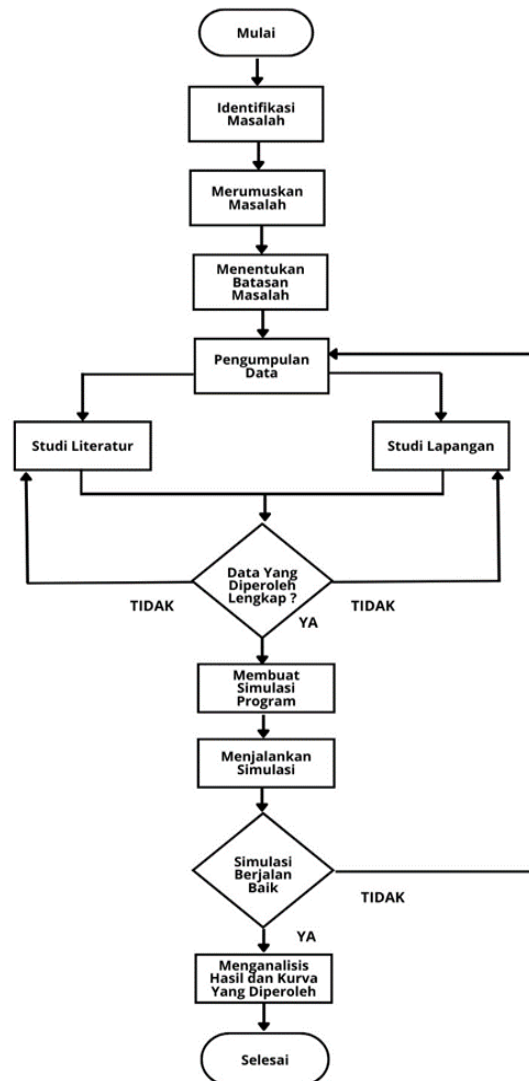 Mulai
Identifikasi
Masalah
Merumuskan
Masalah
Menentukan
Batasan
Masalah
Pengumpulan
Data
Studi Literatur
Studi Lapangan
Data Yang
Diperoleh
Lengkap ?
TIDAK
YA
TIDAK
Membuat
Simulasi
Program
Menjalankan
Simulasi
Simulasi
Berjalan
Baik
TIDAK
YA
Menganalisis
Hasil dan Kurva
Yang Diperoleh
Selesai